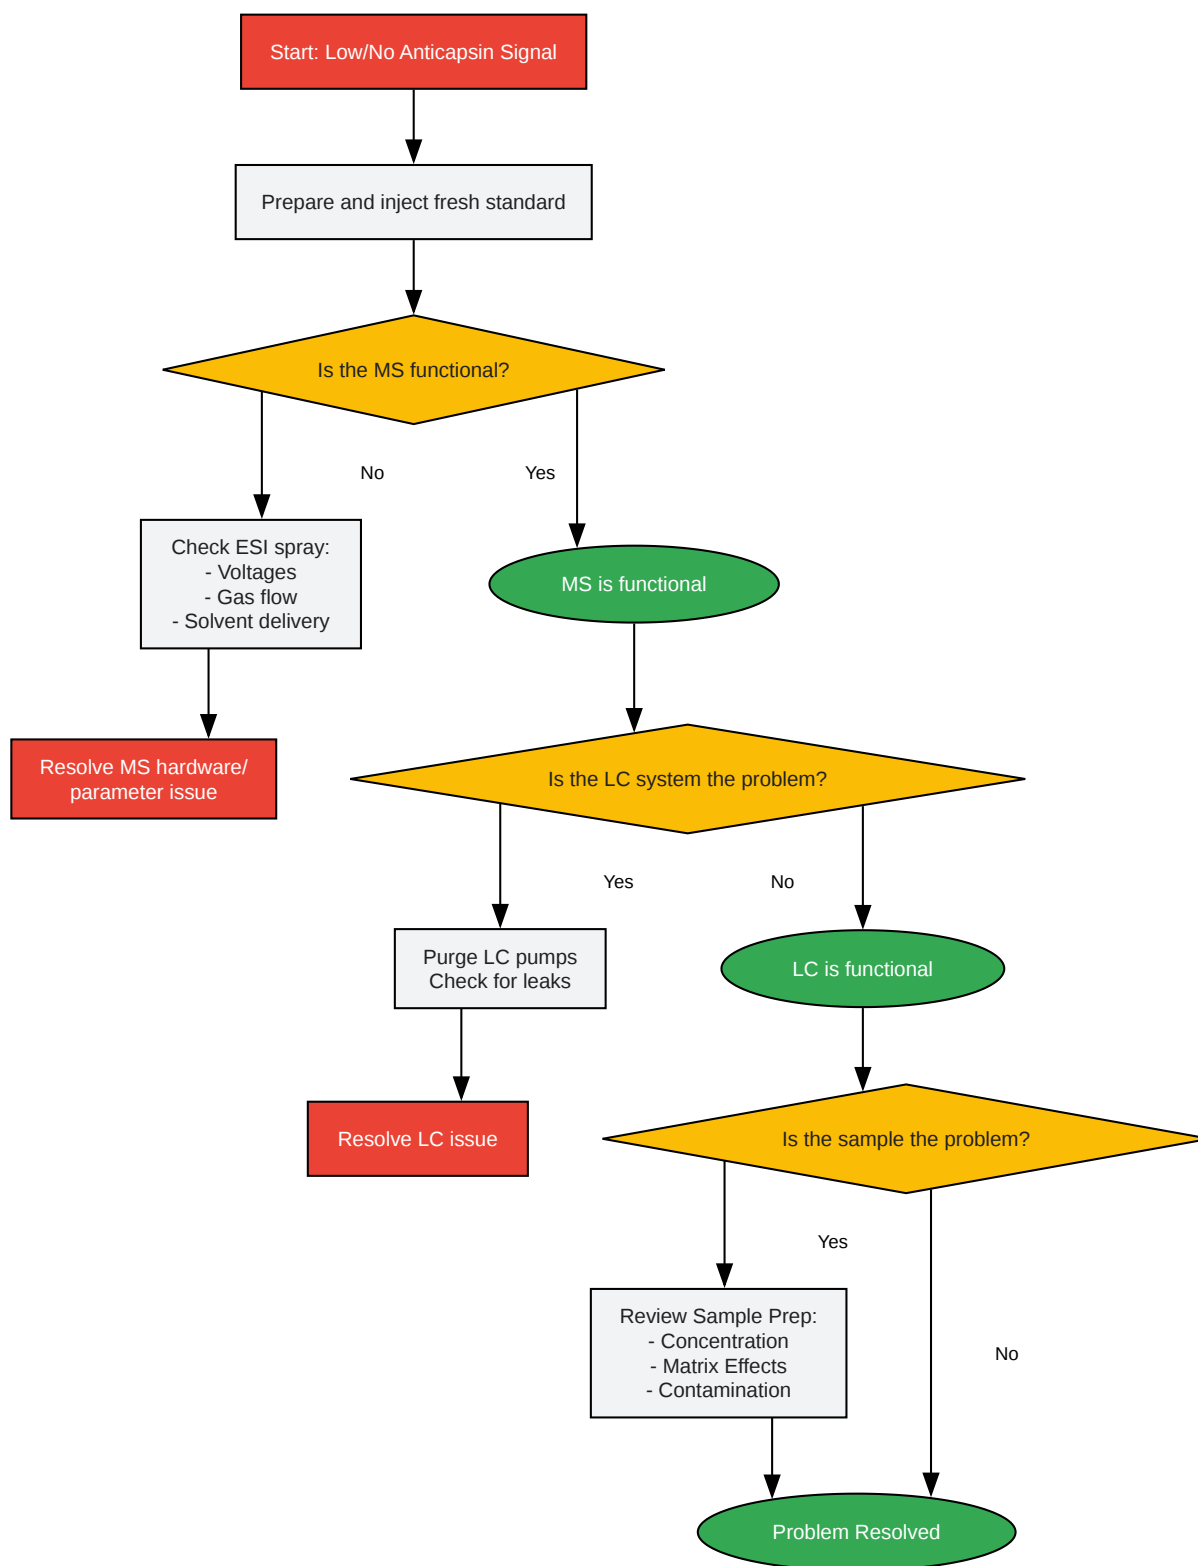 Start: Low/No Anticapsin Signal
Prepare and inject fresh standard
Is the MS functional?
No
Yes
Check ESI spray:
- Voltages
- Gas flow
- Solvent delivery
MS is functional
Resolve MS hardware/
parameter issue
Is the LC system the problem?
Yes
No
Purge LC pumps
Check for leaks
LC is functional
Resolve LC issue
Is the sample the problem?
Yes
No
Review Sample Prep:
- Concentration
- Matrix Effects
- Contamination
Problem Resolved